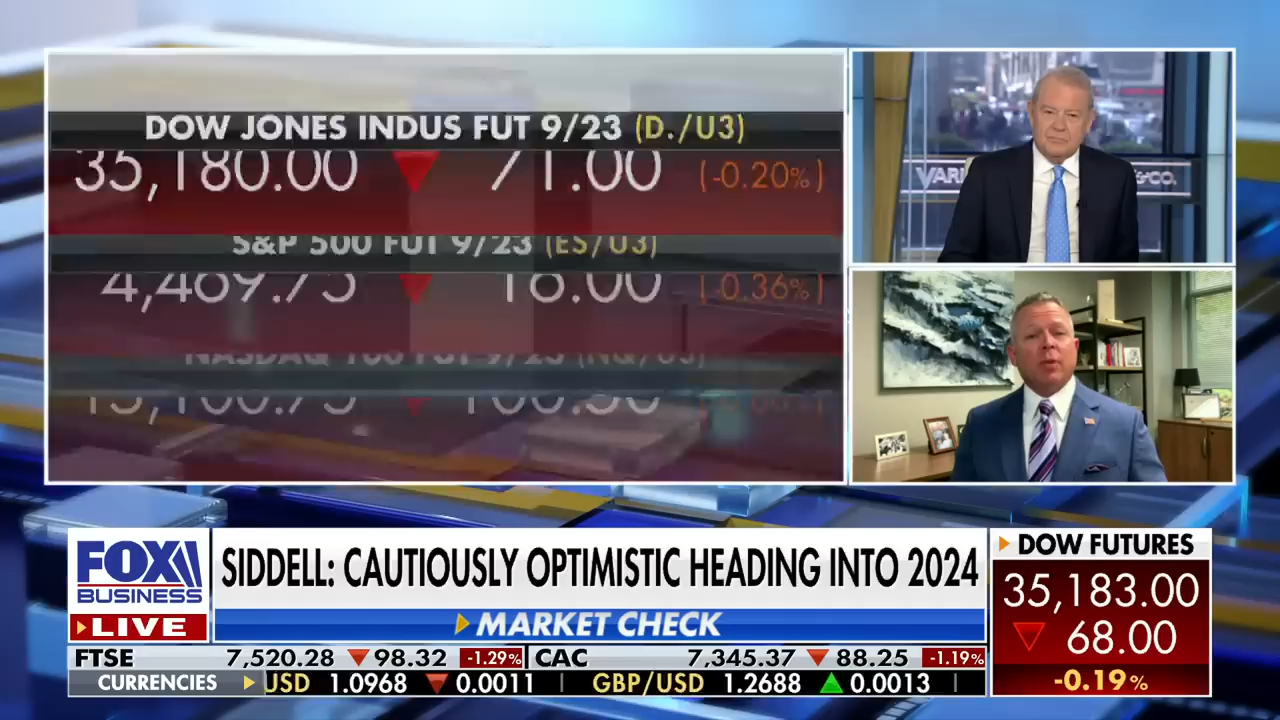 DOW JONES INDUS FUT 9/23 (D./U3)
35,180.00 ▼ 71.00 (-0.20%)
S&P 500 FUT 9/23 (ES/U3)
4,469.75 ▼ 16.00 (-0.36%)
VAR
&CO.
FOX
BUSINESS
LIVE
SIDDELL: CAUTIOUSLY OPTIMISTIC HEADING INTO 2024
MARKET CHECK
DOW FUTURES
35,183.00
▼ 68.00
-0.19%
FTSE 7,520.28 ▼ 98.32 -1.29% CAC 7,345.37 ▼ 88.25 -1.19%
CURRENCIES USD 1.0968 ▼ 0.0011 GBP/USD 1.2688 ▲ 0.0013